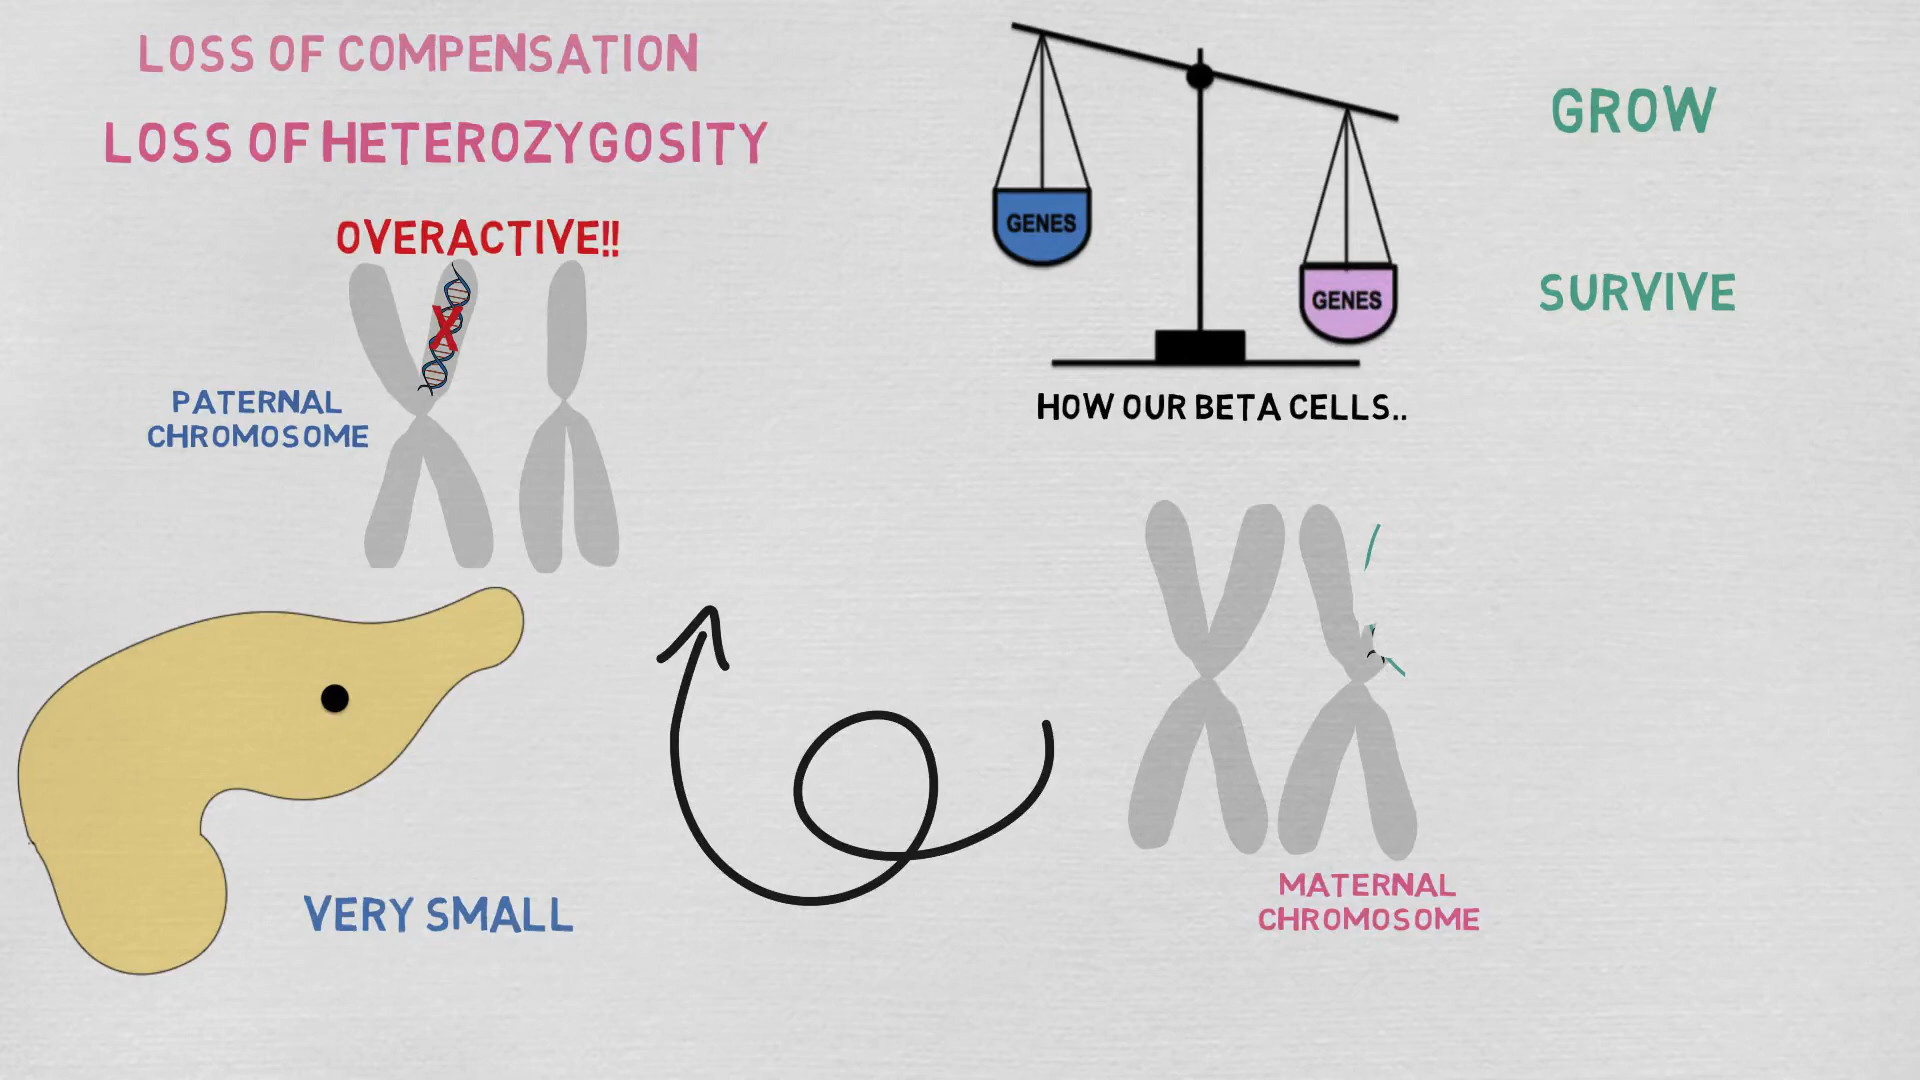 LOSS OF COMPENSATION
LOSS OF HETEROZYGOSITY
OVERACTIVE!!
PATERNAL
CHROMOSOME
VERY SMALL
GENES
GENES
HOW OUR BETA CELLS..
GROW
SURVIVE
MATERNAL
CHROMOSOME